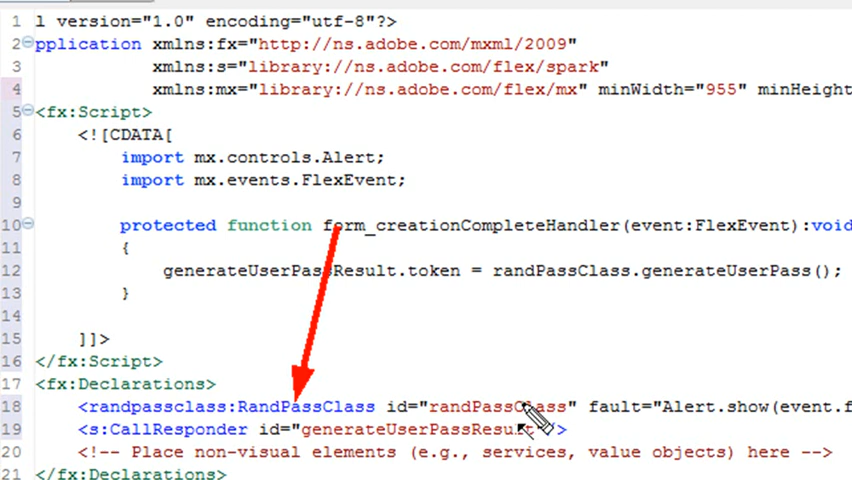 1 l version="1.0" encoding="utf-8"?>
2 pplication xmlns:fx="http://ns.adobe.com/mxml/2009"
3 xmlns:s="library://ns.adobe.com/flex/spark"
4 xmlns:mx="library://ns.adobe.com/flex/mx" minWidth="955" minHeight
5 <fx:Script>
6 <![CDATA[
7 import mx.controls.Alert;
8 import mx.events.FlexEvent;
9
10 protected function form_creationCompleteHandler(event:FlexEvent):void
11 {
12 generateUserPassResult.token = randPassClass.generateUserPass();
13 }
14
15 ]]>
16 </fx:Script>
17 <fx:Declarations>
18 <randpassclass:RandPassClass id="randPassClass" fault="Alert.show(event.f
19 <s:CallResponder id="generateUserPassResult"/>
20 <!-- Place non-visual elements (e.g., services, value objects) here -->
21 </fx:Declarations>